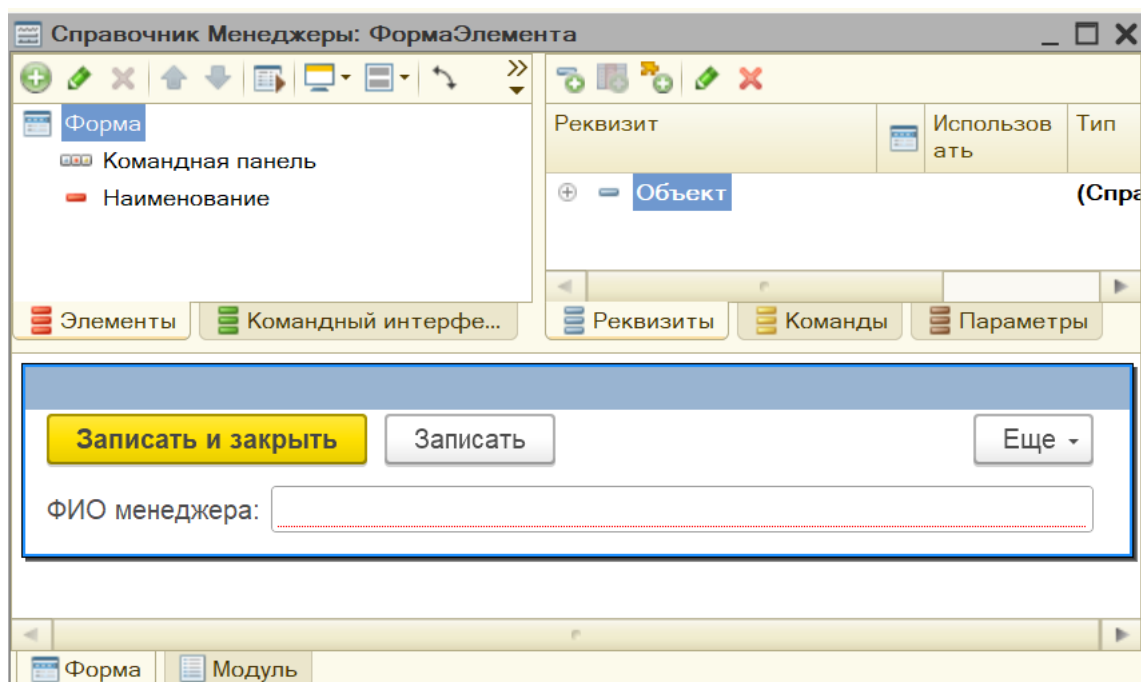 Справочник Менеджеры: ФормаЭлемента
Форма
Командная панель
Наименование
Элементы
Командный интерфе...
Реквизит
Использов
ать
Тип
Объект
(Спра
Реквизиты
Команды
Параметры
Записать и закрыть
Записать
Еще
ФИО менеджера:
Форма
Модуль